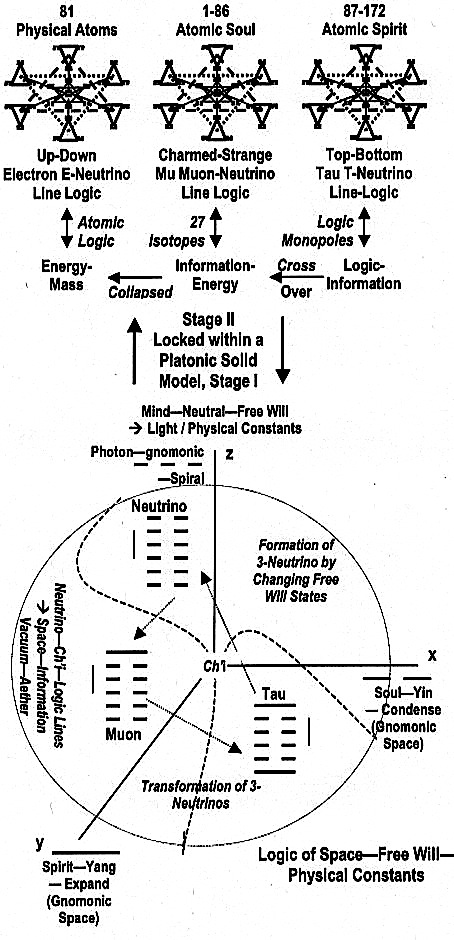 81
Physical Atoms
1-86
Atomic Soul
87-172
Atomic Spirit
Up-Down
Electron E-Neutrino
Line Logic
Charmed-Strange
Mu Muon-Neutrino
Line Logic
Top-Bottom
Tau T-Neutrino
Line-Logic
Atomic
Logic
27
Isotopes
Logic
Monopoles
Energy-
Mass
Collapsed
Information-
Energy
Cross
Over
Logic-
Information
Stage II
Locked within a
Platonic Solid
Model, Stage I
Mind—Neutral—Free Will
→ Light / Physical Constants
Photon—gnomonic
—Spiral
z
Neutrino
Formation of
3-Neutrino by
Changing Free
Will States
Neutrino—Ch'i—Logic Lines
→ Space—Information
Vacuum—Aether
Ch'i
x
Soul—Yin
— Condense
(Gnomonic
Space)
Tau
Muon
Transformation of 3-
Neutrinos
y
Spirit—Yang
— Expand
(Gnomonic
Space)
Logic of Space—Free Will—
Physical Constants